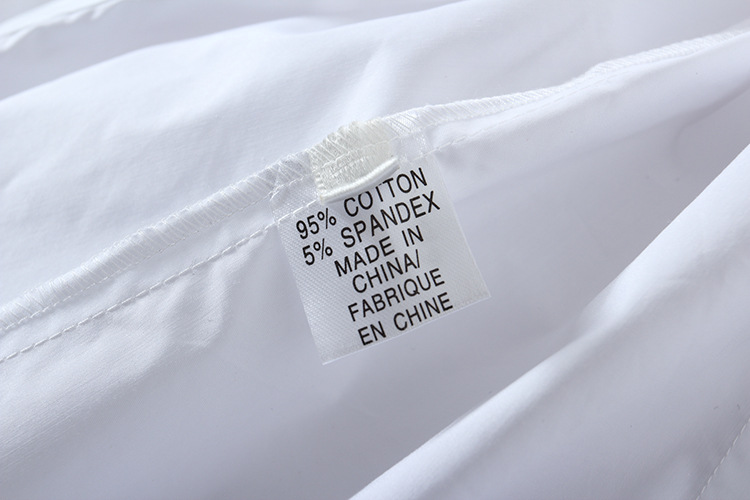 95% COTTON
5% SPANDEX
MADE IN
CHINA/
FABRIQUE
EN CHINE